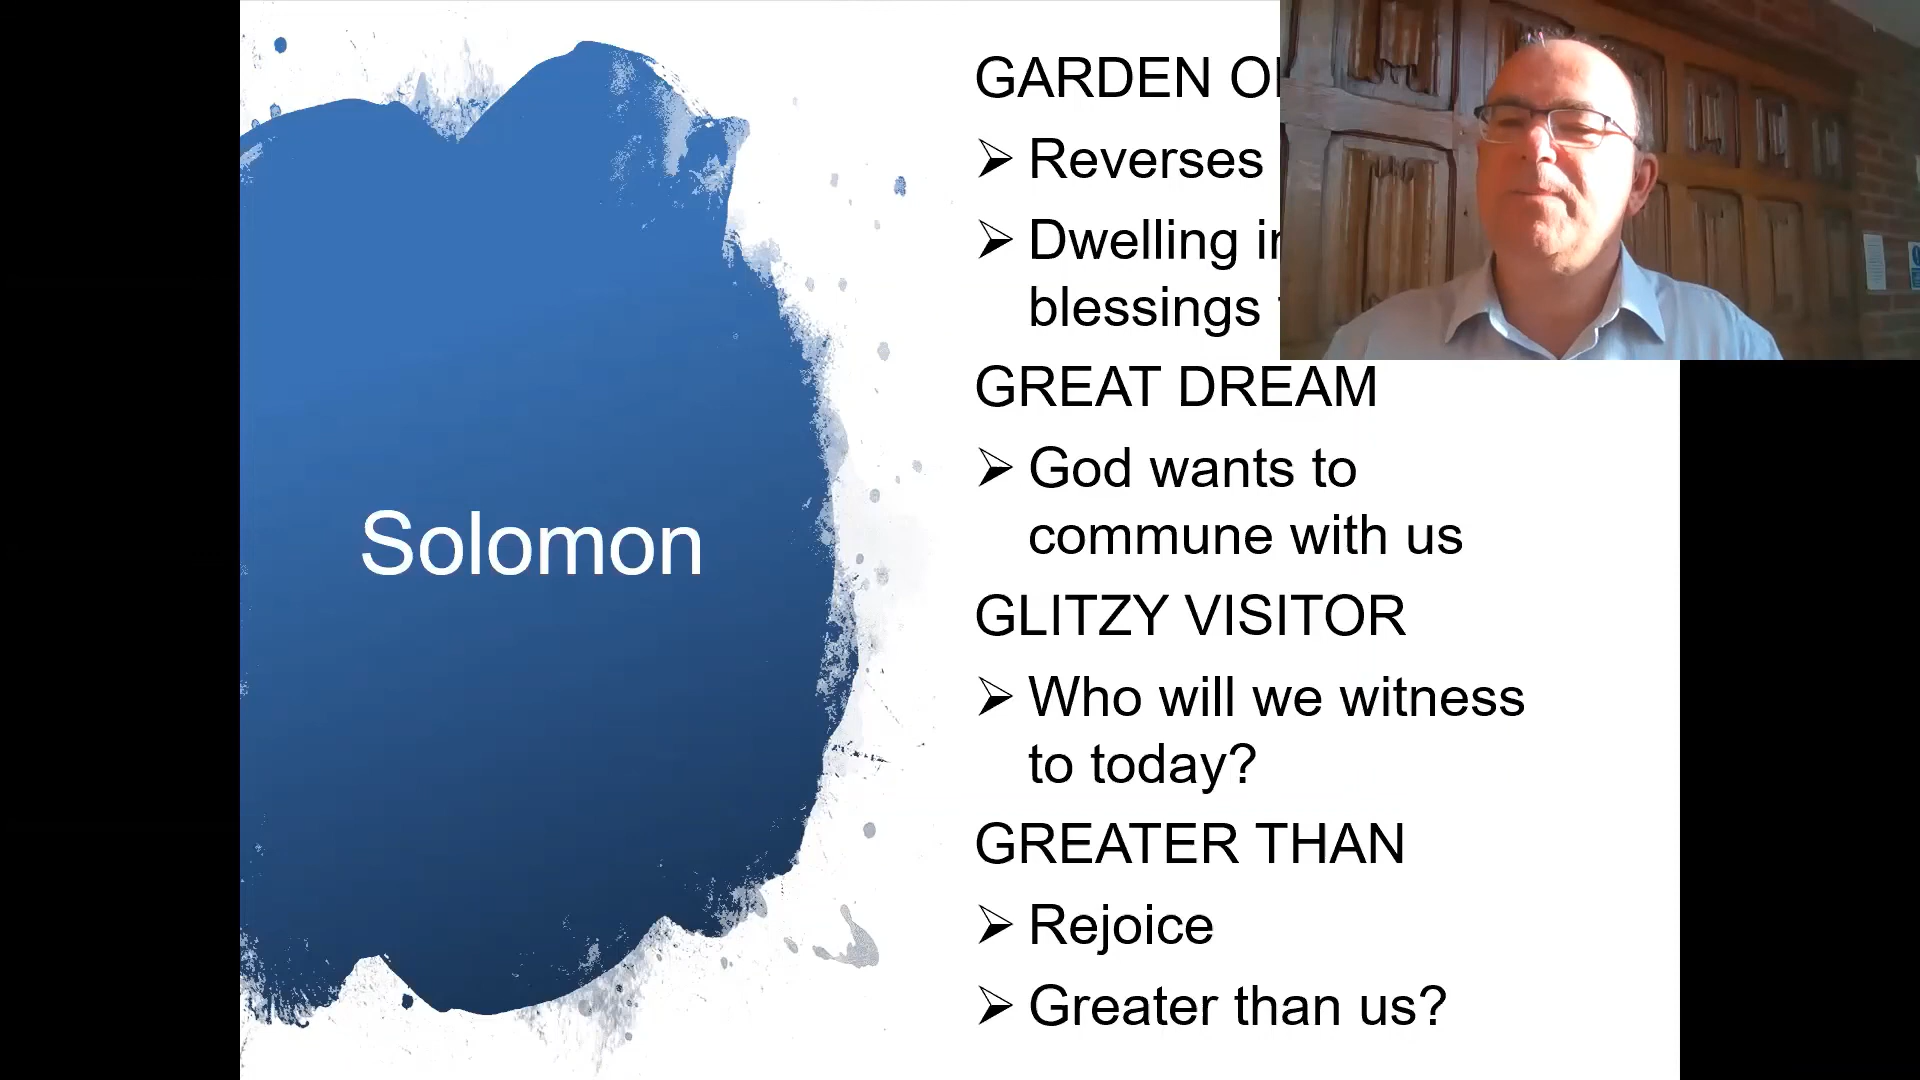 Solomon
GARDEN
Reverses
Dwelling
blessings
GREAT DREAM
God wants to
commune with us
GLITZY VISITOR
Who will we witness
to today?
GREATER THAN
Rejoice
Greater than us?